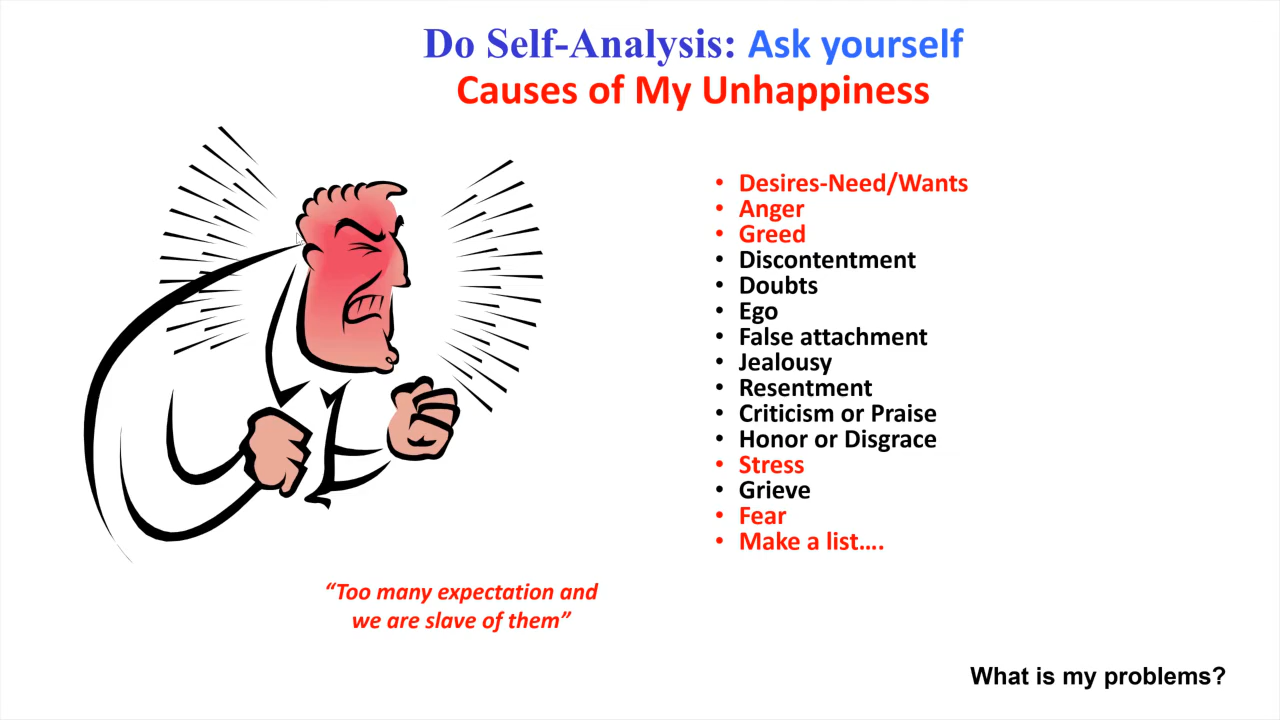 Do Self-Analysis: Ask yourself
Causes of My Unhappiness
• Desires-Need/Wants
• Anger
• Greed
• Discontentment
• Doubts
• Ego
• False attachment
• Jealousy
• Resentment
• Criticism or Praise
• Honor or Disgrace
• Stress
• Grieve
• Fear
• Make a list….
“Too many expectation and
we are slave of them”
What is my problems?